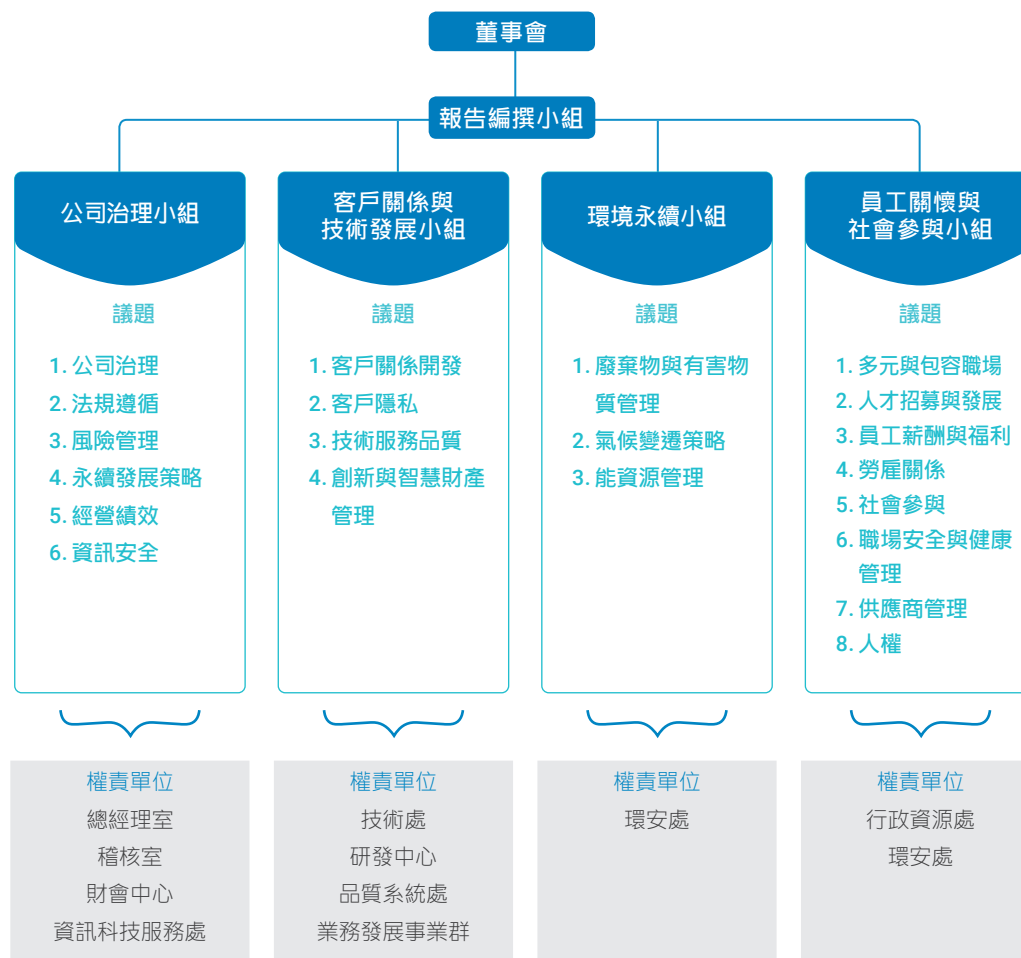 董事會
報告編撰小組
公司治理小組
議題
1. 公司治理
2. 法規遵循
3. 風險管理
4. 永續發展策略
5. 經營績效
6. 資訊安全
權責單位
總經理室
稽核室
財會中心
資訊科技服務處
客戶關係與
技術發展小組
議題
1. 客戶關係開發
2. 客戶隱私
3. 技術服務品質
4. 創新與智慧財產
管理
權責單位
技術處
研發中心
品質系統處
業務發展事業群
環境永續小組
議題
1. 廢棄物與有害物
質管理
2. 氣候變遷策略
3. 能資源管理
權責單位
環安處
員工關懷與
社會參與小組
議題
1. 多元與包容職場
2. 人才招募與發展
3. 員工薪酬與福利
4. 勞雇關係
5. 社會參與
6. 職場安全與健康
管理
7. 供應商管理
8. 人權
權責單位
行政資源處
環安處